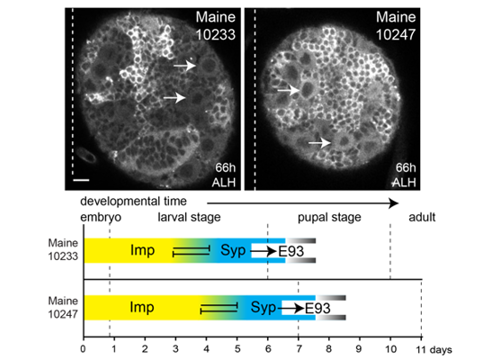 Maine
10233
66h
ALH
Maine
10247
66h
ALH
developmental time
embryo larval stage pupal stage adult
Maine
10233
Imp Syp E93
Maine
10247
Imp Syp E93
0 1 2 3 4 5 6 7 8 9 10 11 days